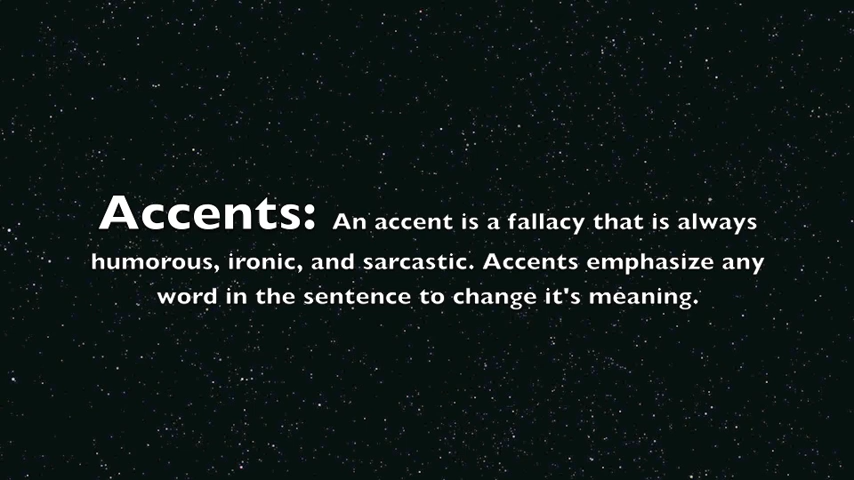 Accents: An accent is a fallacy that is always
humorous, ironic, and sarcastic. Accents emphasize any
word in the sentence to change it's meaning.